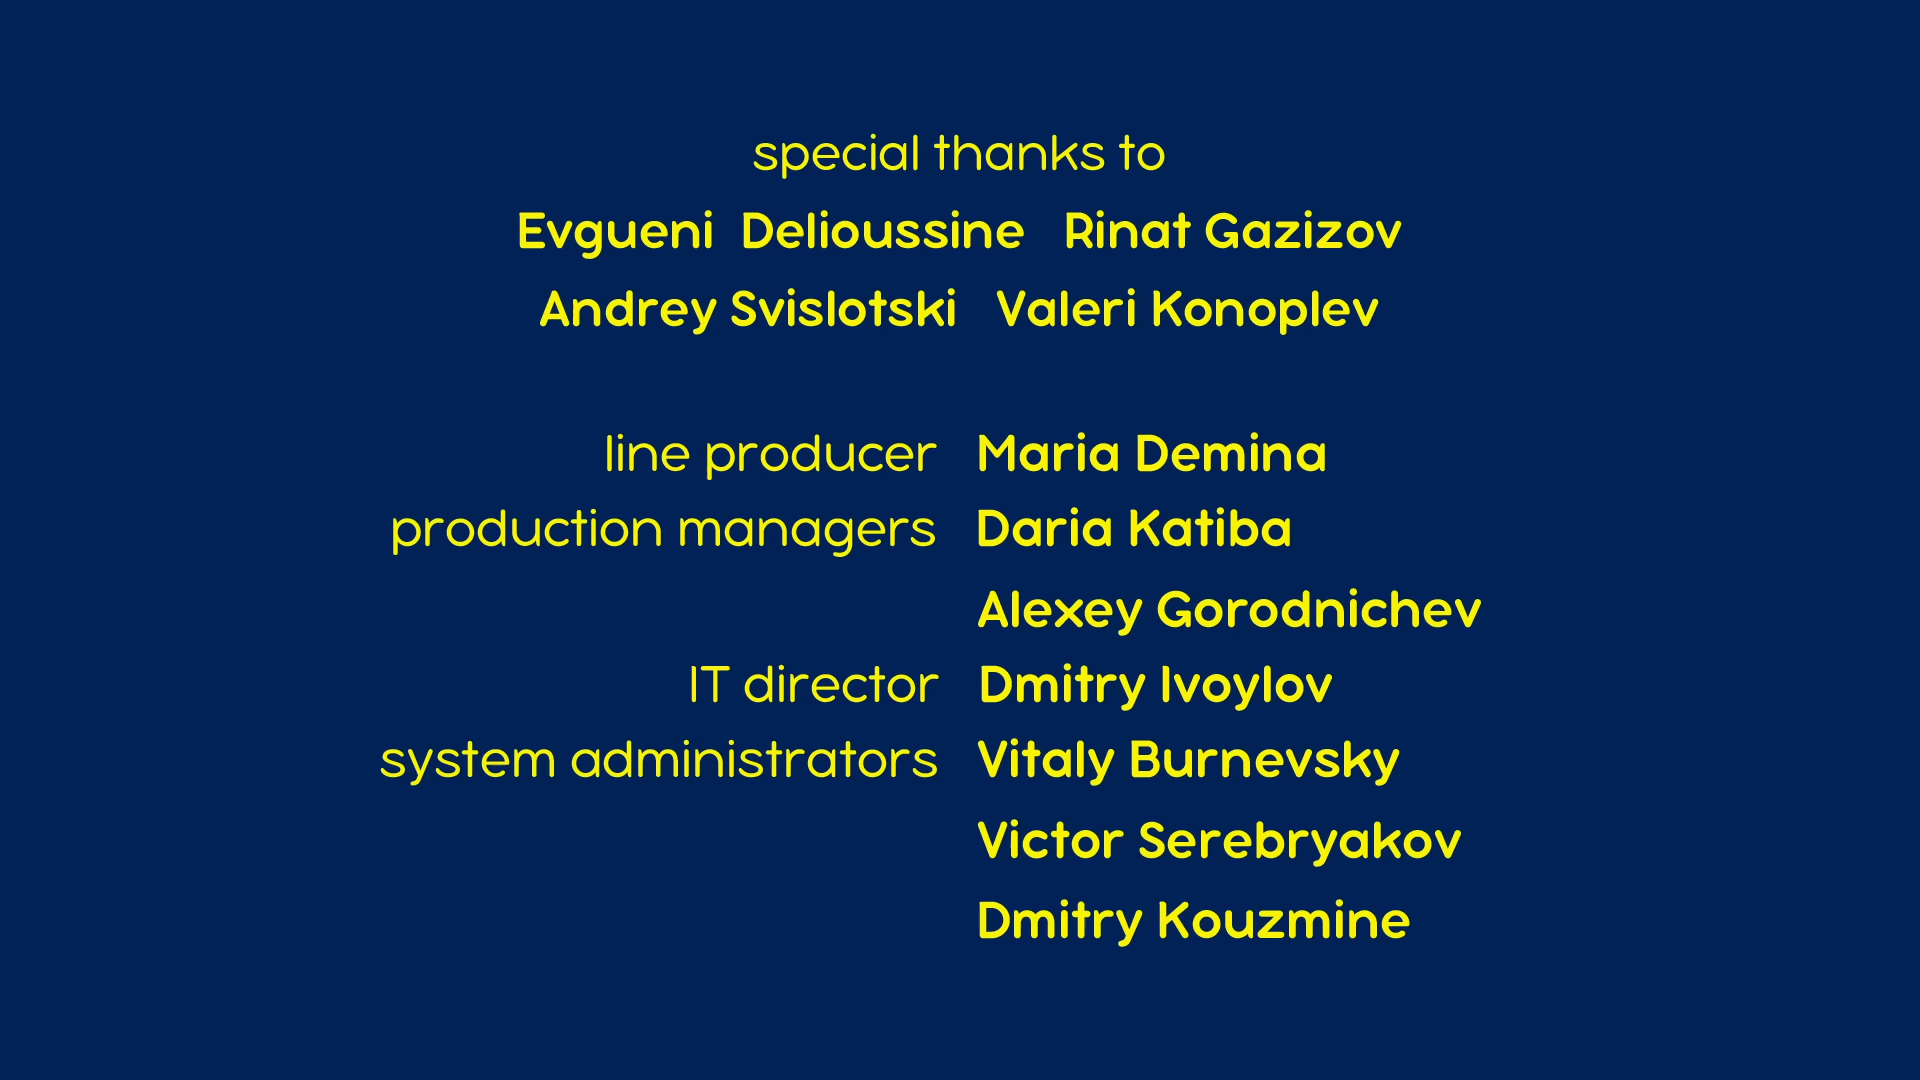 special thanks to
Evgueni Delioussine Rinat Gazizov
Andrey Svislotski Valeri Konoplev
line producer Maria Demina
production managers Daria Katiba
Alexey Gorodnichev
IT director Dmitry Ivoylov
system administrators Vitaly Burnevsky
Victor Serebryakov
Dmitry Kouzmine